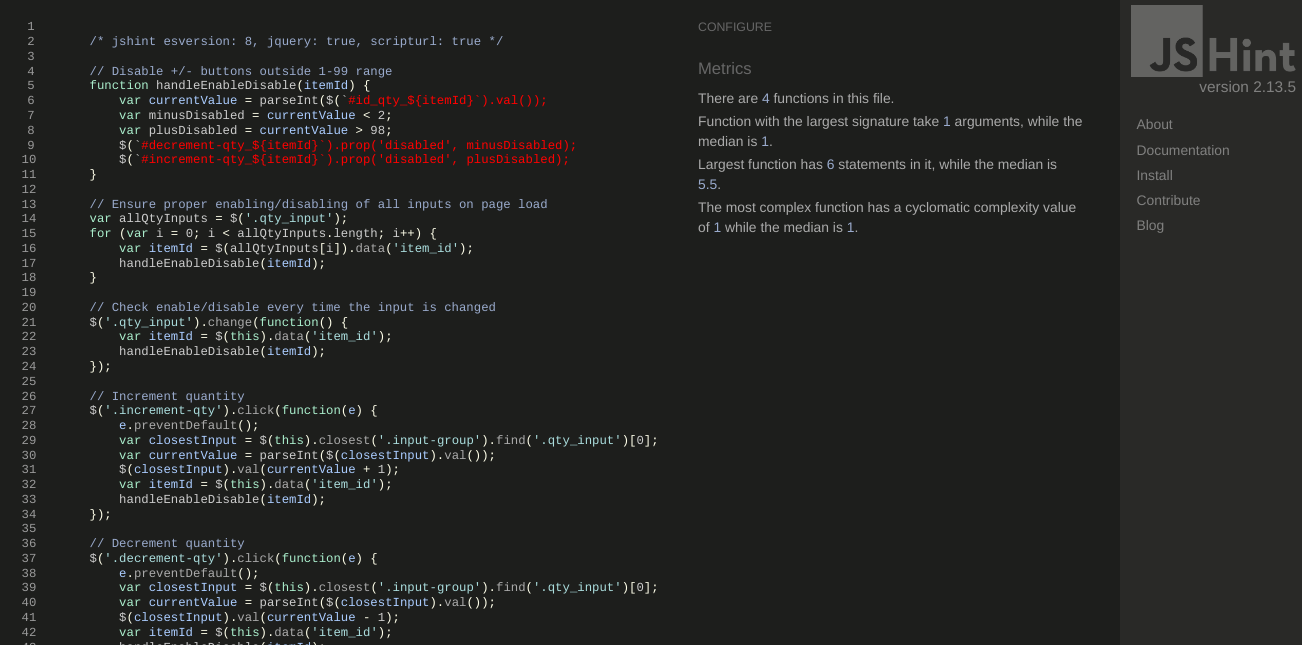 1
2 /* jshint esversion: 8, jquery: true, scripturl: true */
3
4 // Disable +/- buttons outside 1-99 range
5 function handleEnableDisable(itemId) {
6 var currentValue = parseInt($(`#id_qty_${itemId}`).val());
7 var minusDisabled = currentValue < 2;
8 var plusDisabled = currentValue > 98;
9 $(`#decrement-qty_${itemId}`).prop('disabled', minusDisabled);
10 $(`#increment-qty_${itemId}`).prop('disabled', plusDisabled);
11 }
12
13 // Ensure proper enabling/disabling of all inputs on page load
14 var allQtyInputs = $('.qty_input');
15 for (var i = 0; i < allQtyInputs.length; i++) {
16 var itemId = $(allQtyInputs[i]).data('item_id');
17 handleEnableDisable(itemId);
18 }
19
20 // Check enable/disable every time the input is changed
21 $('.qty_input').change(function() {
22 var itemId = $(this).data('item_id');
23 handleEnableDisable(itemId);
24 });
25
26 // Increment quantity
27 $('.increment-qty').click(function(e) {
28 e.preventDefault();
29 var closestInput = $(this).closest('.input-group').find('.qty_input')[0];
30 var currentValue = parseInt($(closestInput).val());
31 $(closestInput).val(currentValue + 1);
32 var itemId = $(this).data('item_id');
33 handleEnableDisable(itemId);
34 });
35
36 // Decrement quantity
37 $('.decrement-qty').click(function(e) {
38 e.preventDefault();
39 var closestInput = $(this).closest('.input-group').find('.qty_input')[0];
40 var currentValue = parseInt($(closestInput).val());
41 $(closestInput).val(currentValue - 1);
42 var itemId = $(this).data('item_id');
CONFIGURE
Metrics
There are 4 functions in this file.
Function with the largest signature take 1 arguments, while the
median is 1.
Largest function has 6 statements in it, while the median is
5.5.
The most complex function has a cyclomatic complexity value
of 1 while the median is 1.
JSHint
version 2.13.5
About
Documentation
Install
Contribute
Blog